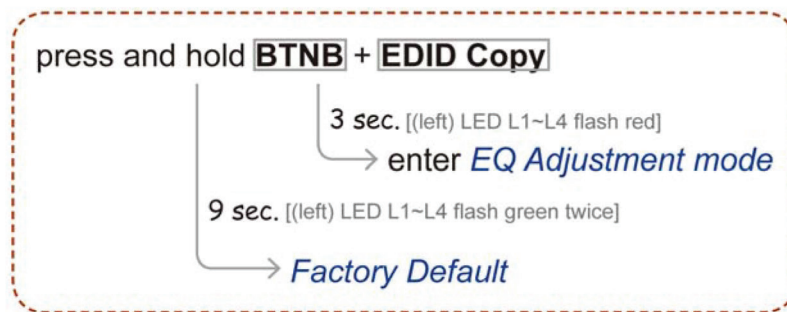 press and hold BTNB + EDID Copy
3 sec. [(left) LED L1~L4 flash red]
enter EQ Adjustment mode
9 sec. [(left) LED L1~L4 flash green twice]
Factory Default